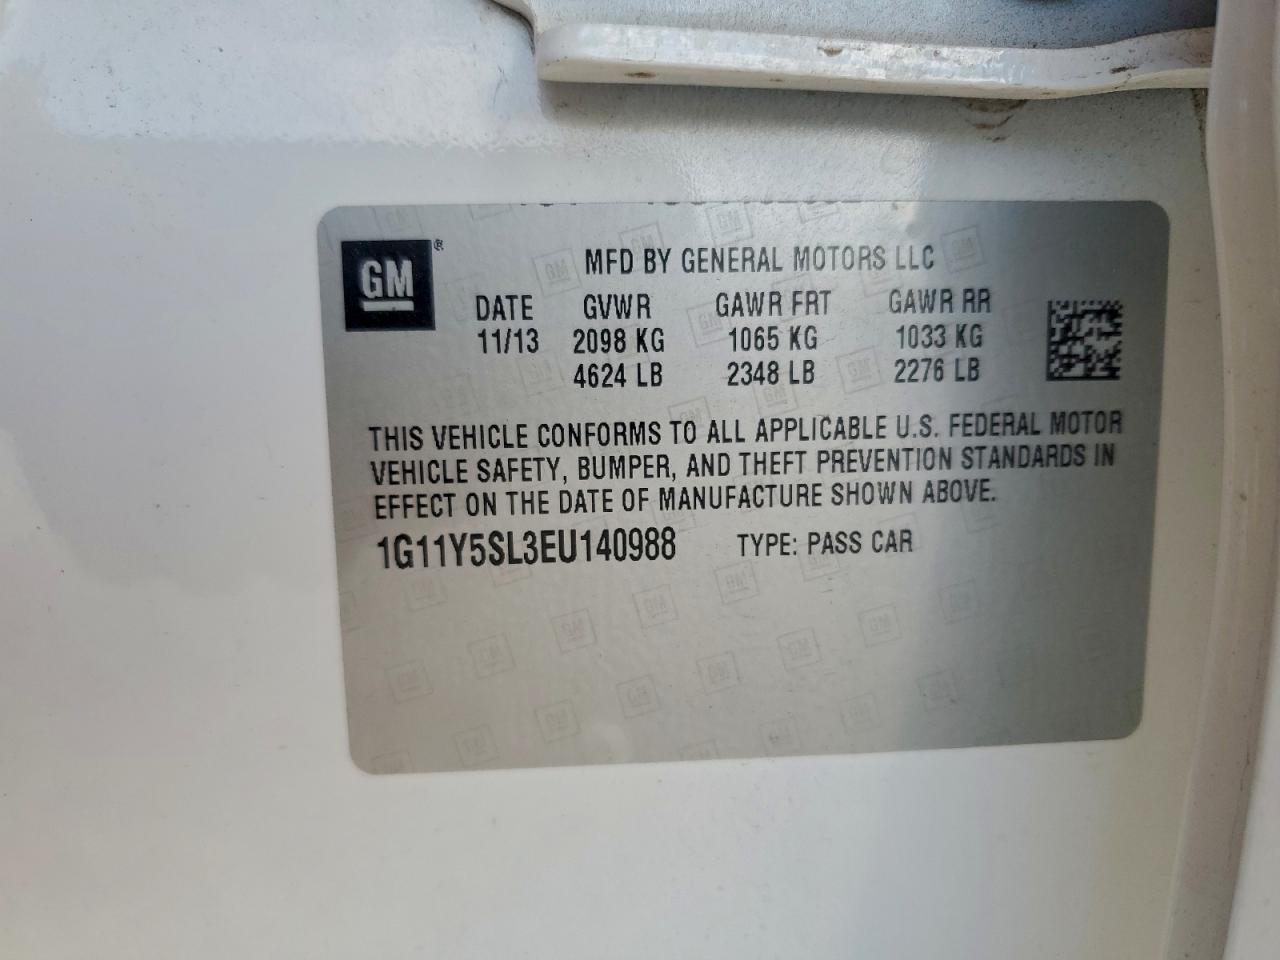 GM ®
MFD BY GENERAL MOTORS LLC
DATE GVWR GAWR FRT GAWR RR
11/13 2098 KG 1065 KG 1033 KG
4624 LB 2348 LB 2276 LB
THIS VEHICLE CONFORMS TO ALL APPLICABLE U.S. FEDERAL MOTOR
VEHICLE SAFETY, BUMPER, AND THEFT PREVENTION STANDARDS IN
EFFECT ON THE DATE OF MANUFACTURE SHOWN ABOVE.
1G11Y5SL3EU140988 TYPE: PASS CAR